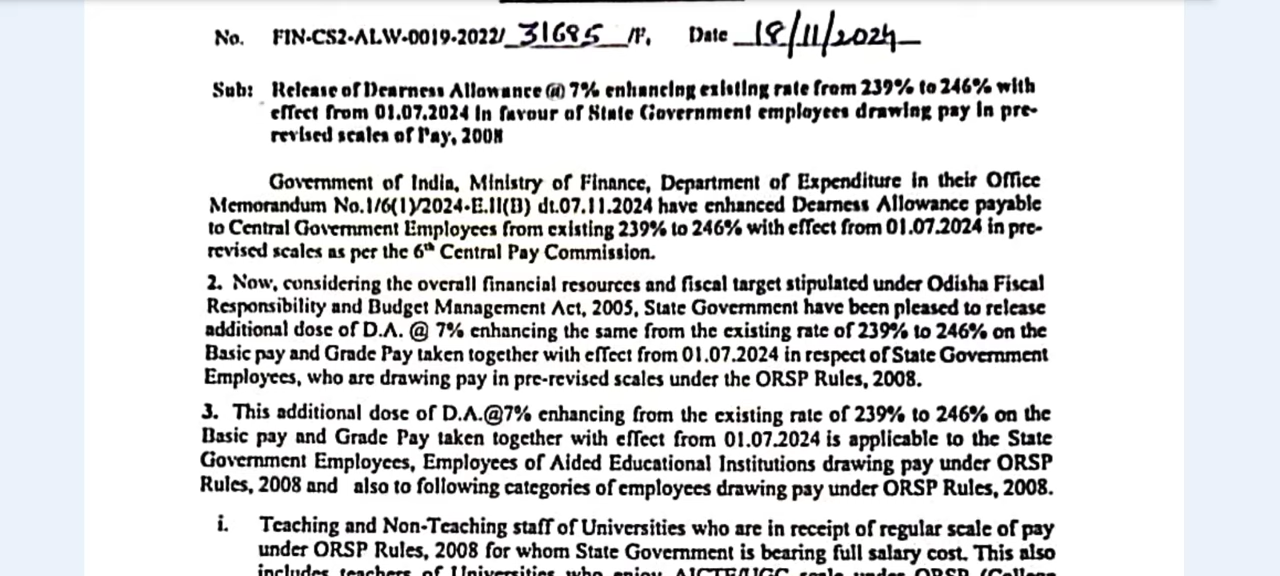 No. FIN-CS2-ALW-0019-2022/ 31685 /F, Date 18/11/2024
Sub: Release of Dearness Allowance @ 7% enhancing existing rate from 239% to 246% with
effect from 01.07.2024 in favour of State Government employees drawing pay in pre-
revised scales of Pay, 2008
Government of India, Ministry of Finance, Department of Expenditure in their Office
Memorandum No.1/6(1)/2024-E.II(B) dt.07.11.2024 have enhanced Dearness Allowance payable
to Central Government Employees from existing 239% to 246% with effect from 01.07.2024 in pre-
revised scales as per the 6th Central Pay Commission.
2. Now, considering the overall financial resources and fiscal target stipulated under Odisha Fiscal
Responsibility and Budget Management Act, 2005, State Government have been pleased to release
additional dose of D.A. @ 7% enhancing the same from the existing rate of 239% to 246% on the
Basic pay and Grade Pay taken together with effect from 01.07.2024 in respect of State Government
Employees, who are drawing pay in pre-revised scales under the ORSP Rules, 2008.
3. This additional dose of D.A.@7% enhancing from the existing rate of 239% to 246% on the
Basic pay and Grade Pay taken together with effect from 01.07.2024 is applicable to the State
Government Employees, Employees of Aided Educational Institutions drawing pay under ORSP
Rules, 2008 and also to following categories of employees drawing pay under ORSP Rules, 2008.
i. Teaching and Non-Teaching staff of Universities who are in receipt of regular scale of pay
under ORSP Rules, 2008 for whom State Government is bearing full salary cost. This also
includes teachers of Universities who enjoy AICTE/UGC scale under ORSP (College